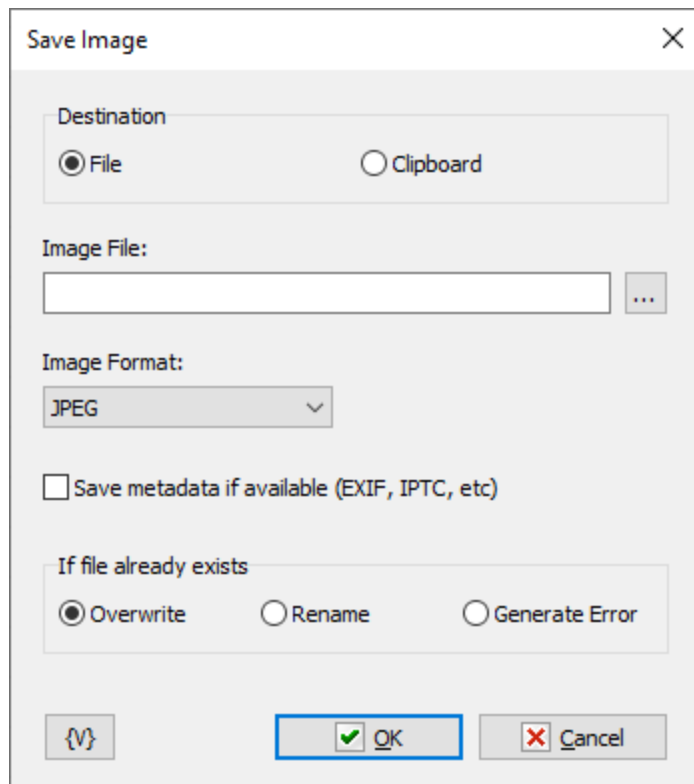 Save Image
Destination
File Clipboard
Image File:
...
Image Format:
JPEG
Save metadata if available (EXIF, IPTC, etc)
If file already exists
Overwrite Rename Generate Error
{V} OK Cancel